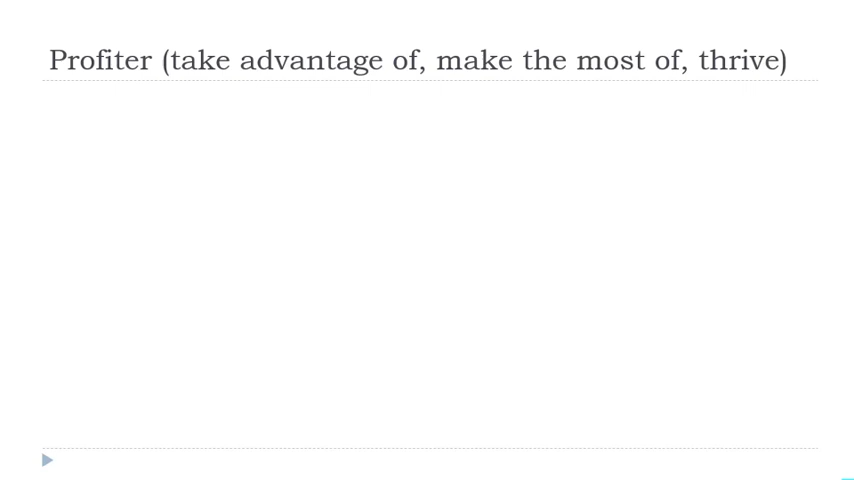 Profiter (take advantage of, make the most of, thrive)